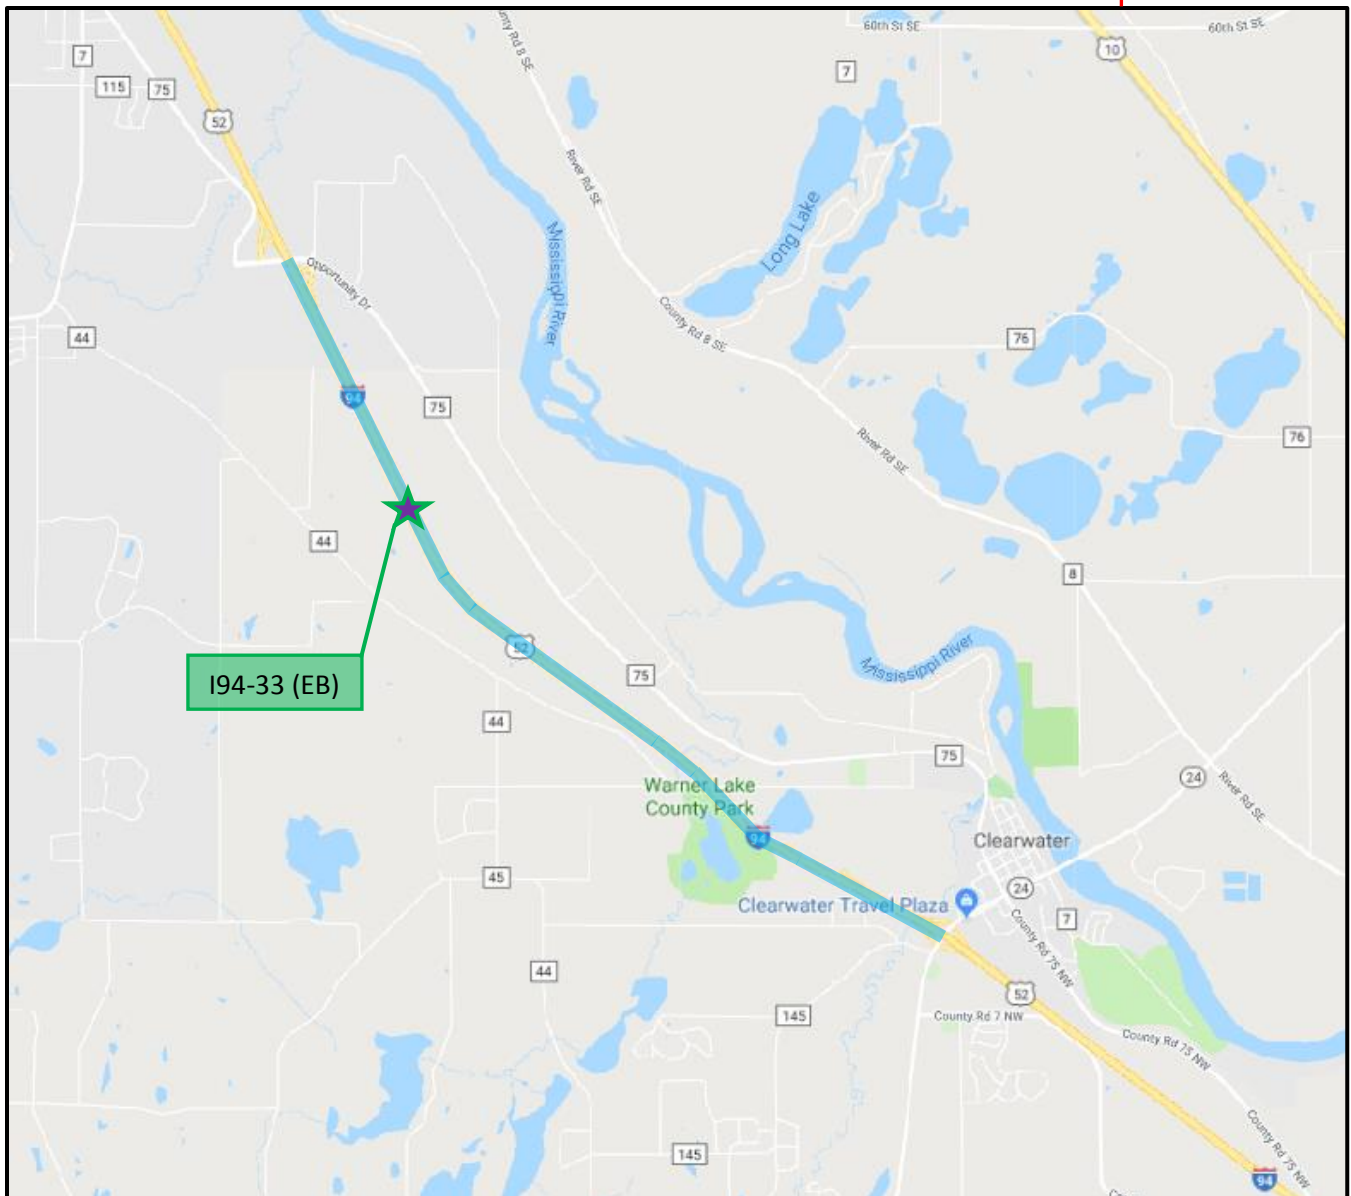 60th St SE
60th St SE
nty Rd 8 SE
10
7
7
115
75
52
River Rd SE
Long Lake
Mississippi River
Opportunity Dr
County Rd 8 SE
44
76
94
75
River Rd SE
76
44
8
52
Mississippi River
I94-33 (EB)
75
44
75
24
River Rd SE
Warner Lake
County Park
94
Clearwater
45
24
Clearwater Travel Plaza
7
County Rd 75 NW
44
52
145
County Rd 7 NW
County Rd 75 NW
County Rd 75 NW
145
94